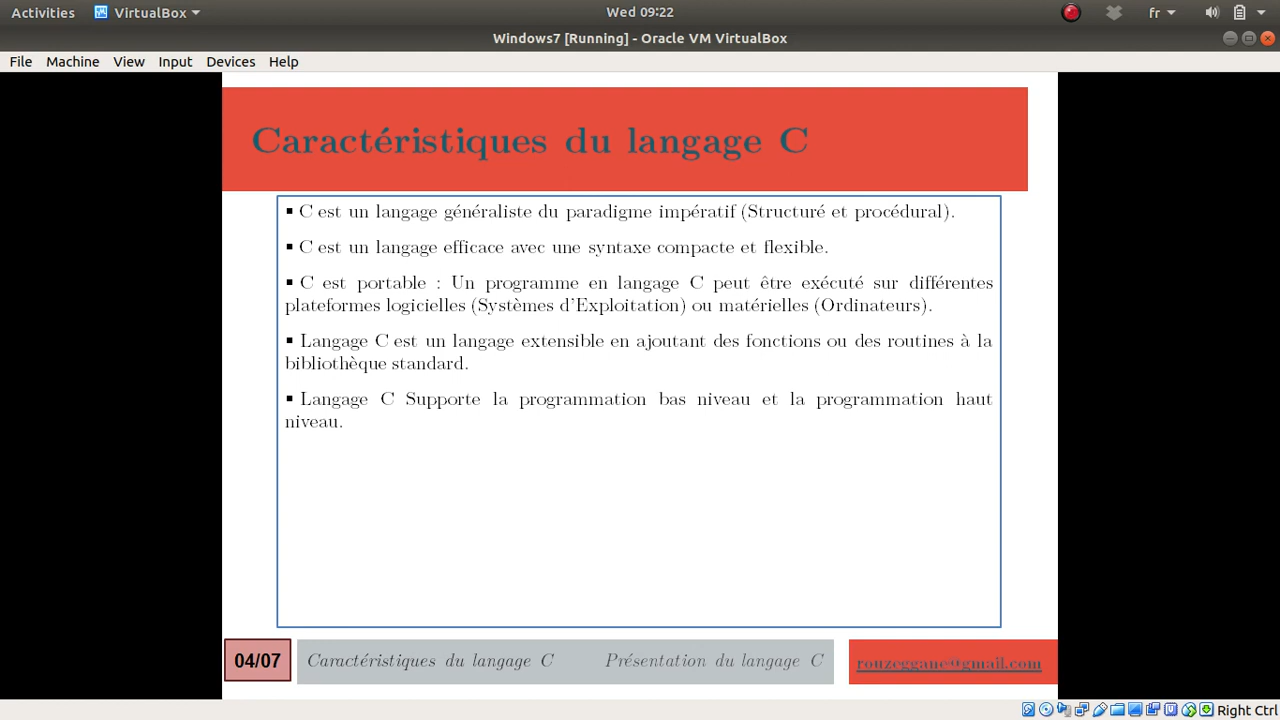 Activities VirtualBox Wed 09:22 fr
Windows7 [Running] - Oracle VM VirtualBox
File Machine View Input Devices Help
Caractéristiques du langage C
▪ C est un langage généraliste du paradigme impératif (Structuré et procédural).
▪ C est un langage efficace avec une syntaxe compacte et flexible.
▪ C est portable : Un programme en langage C peut être exécuté sur différentes
plateformes logicielles (Systèmes d'Exploitation) ou matérielles (Ordinateurs).
▪ Langage C est un langage extensible en ajoutant des fonctions ou des routines à la
bibliothèque standard.
▪ Langage C Supporte la programmation bas niveau et la programmation haut
niveau.
04/07 Caractéristiques du langage C Présentation du langage C rouzeggane@gmail.com
Right Ctrl